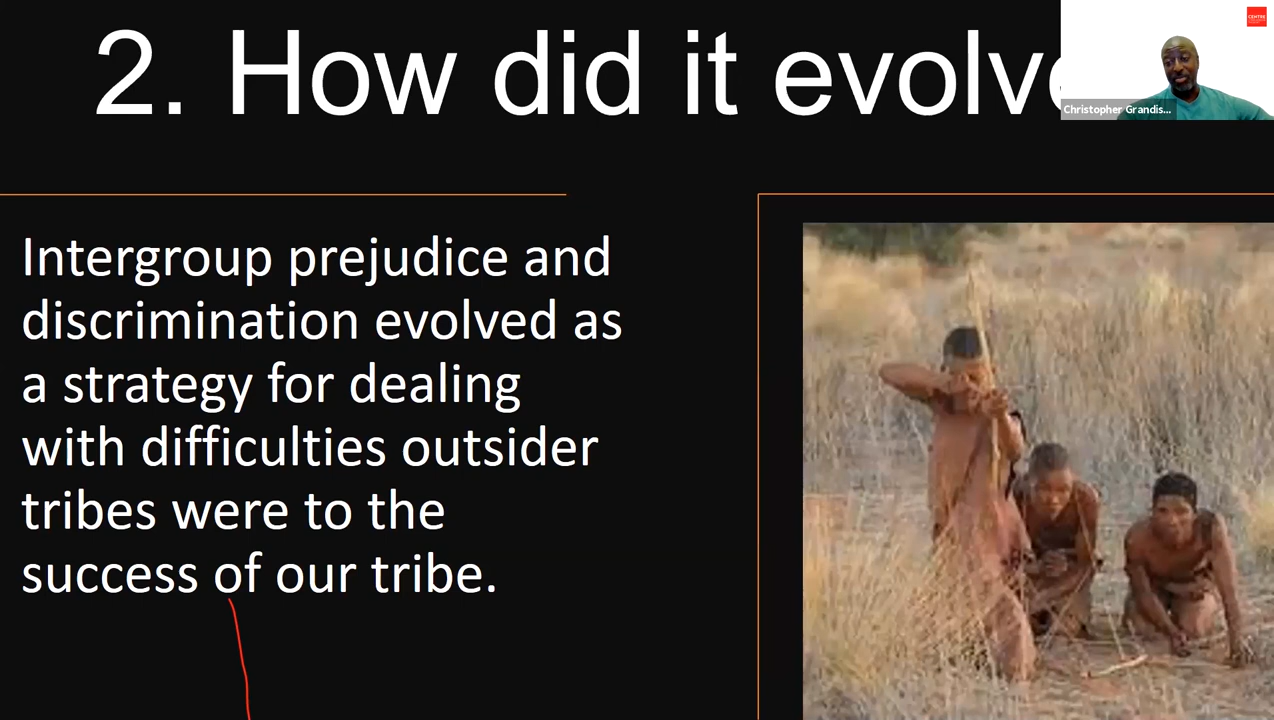 2. How did it evolve
CENTRE
Christopher Grandis...
Intergroup prejudice and
discrimination evolved as
a strategy for dealing
with difficulties outsider
tribes were to the
success of our tribe.